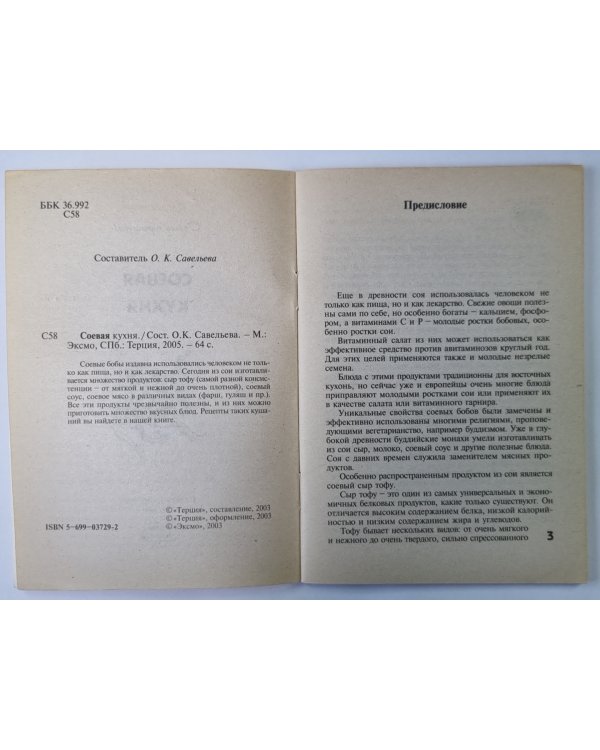 ББК 36.992
С58
Составитель О. К. Савельева
С58 Соевая кухня./Сост. О.К. Савельева. – М.:
Эксмо, СПб.: Терция, 2005. – 64 с.
Соевые бобы издавна использовались человеком не то-
лько как пища, но и как лекарство. Сегодня из сои изготавл-
ивается множество продуктов: сыр тофу (самой разной консис-
тенции – от мягкой и нежной до очень плотной), соевый
соус, соевое мясо в различных видах (фарш, гуляш и пр.).
Все эти продукты чрезвычайно полезны, и из них можно
приготовить множество вкусных блюд. Рецепты таких куша-
ний вы найдете в нашей книге.
©«Терция», составление, 2003
©«Терция», оформление, 2003
ISBN 5–699–03729–2
©«Эксмо», 2003
СОЕВАЯ
КУХНЯ
Предисловие
Еще в древности соя использовалась человеком не
только как пища, но и как лекарство. Свежие овощи полез-
ны сами по себе, но особенно богаты – кальцием, фосфо-
ром, а витаминами С и Р – молодые ростки бобовых, осо-
бенно ростки сои.
Витаминный салат из них может использоваться как
эффективное средство против авитаминозов круглый год.
Для этих целей применяются также и молодые незрелые
семена.
Блюда с этими продуктами традиционны для восточных
кухонь, но сейчас уже и европейцы очень многие блюда
приправляют молодыми ростками сои или применяют их
в качестве салата или витаминного гарнира.
Уникальные свойства соевых бобов были замечены и
эффективно использованы многими религиями, пропове-
дующими вегетарианство, например буддизмом. Уже в глу-
бокой древности буддийские монахи умели изготавливать
из сои сыр, молоко, соевый соус и другие полезные блюда.
Соя с давних времен служила заменителем мясных про-
дуктов.
Особенно распространенным продуктом из сои является
соевый сыр тофу.
Сыр тофу – это один из самых универсальных и эконо-
мичных белковых продуктов, какие только существуют. Он
отличается высоким содержанием белка, низкой калорий-
ностью и низким содержанием жира и углеводов.
Тофу бывает нескольких видов: от очень мягкого
и нежного до очень твердого, сильно спрессованного
3